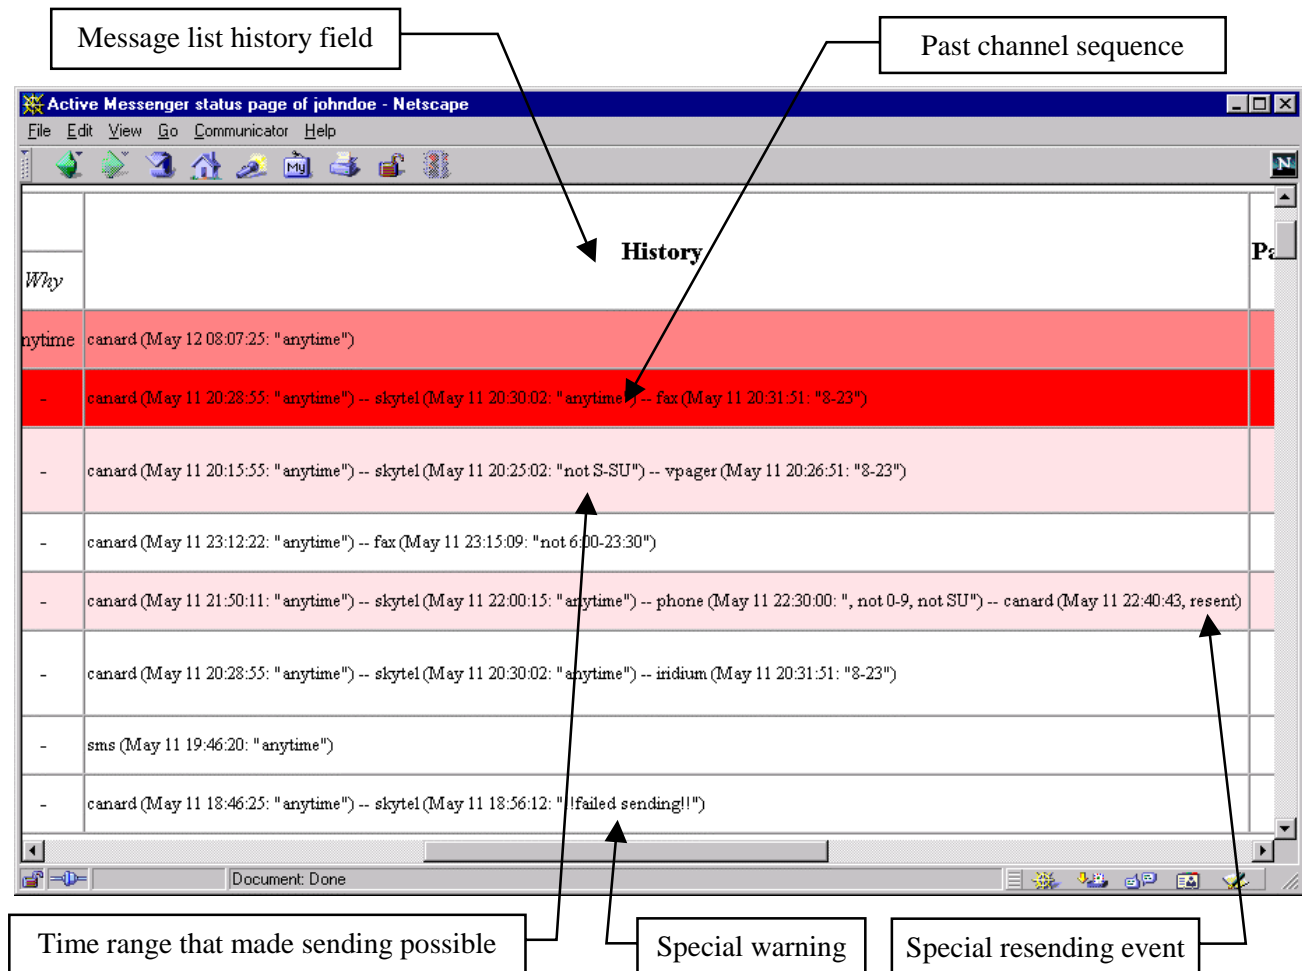 Message list history field
Past channel sequence
Active Messenger status page of johndoe - Netscape
File Edit View Go Communicator Help
My
N
History
Pa
Why
nytime
canard (May 12 08:07:25: "anytime")
- canard (May 11 20:28:55: "anytime") -- skytel (May 11 20:30:02: "anytime") -- fax (May 11 20:31:51: "8-23")
- canard (May 11 20:15:55: "anytime") -- skytel (May 11 20:25:02: "not S-SU") -- vpager (May 11 20:26:51: "8-23")
- canard (May 11 23:12:22: "anytime") -- fax (May 11 23:15:09: "not 6:00-23:30")
- canard (May 11 21:50:11: "anytime") -- skytel (May 11 22:00:15: "anytime") -- phone (May 11 22:30:00: ", not 0-9, not SU") -- canard (May 11 22:40:43, resent)
- canard (May 11 20:28:55: "anytime") -- skytel (May 11 20:30:02: "anytime") -- iridium (May 11 20:31:51: "8-23")
- sms (May 11 19:46:20: "anytime")
- canard (May 11 18:46:25: "anytime") -- skytel (May 11 18:56:12: "!!failed sending!!")
Document: Done
Time range that made sending possible
Special warning
Special resending event